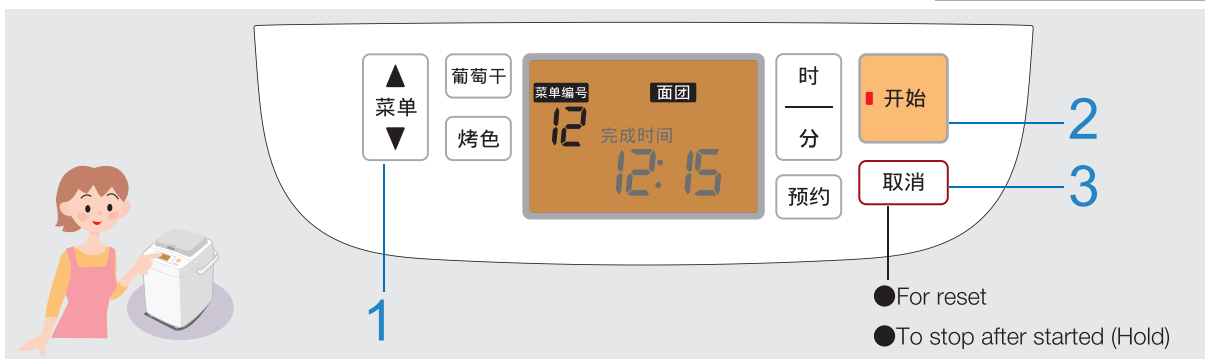 ▲
菜单
▼
葡萄干
烤色
菜单编号
面团
12
完成时间
12:15
时
分
预约
开始
取消
1
2
3
●For reset
●To stop after started (Hold)